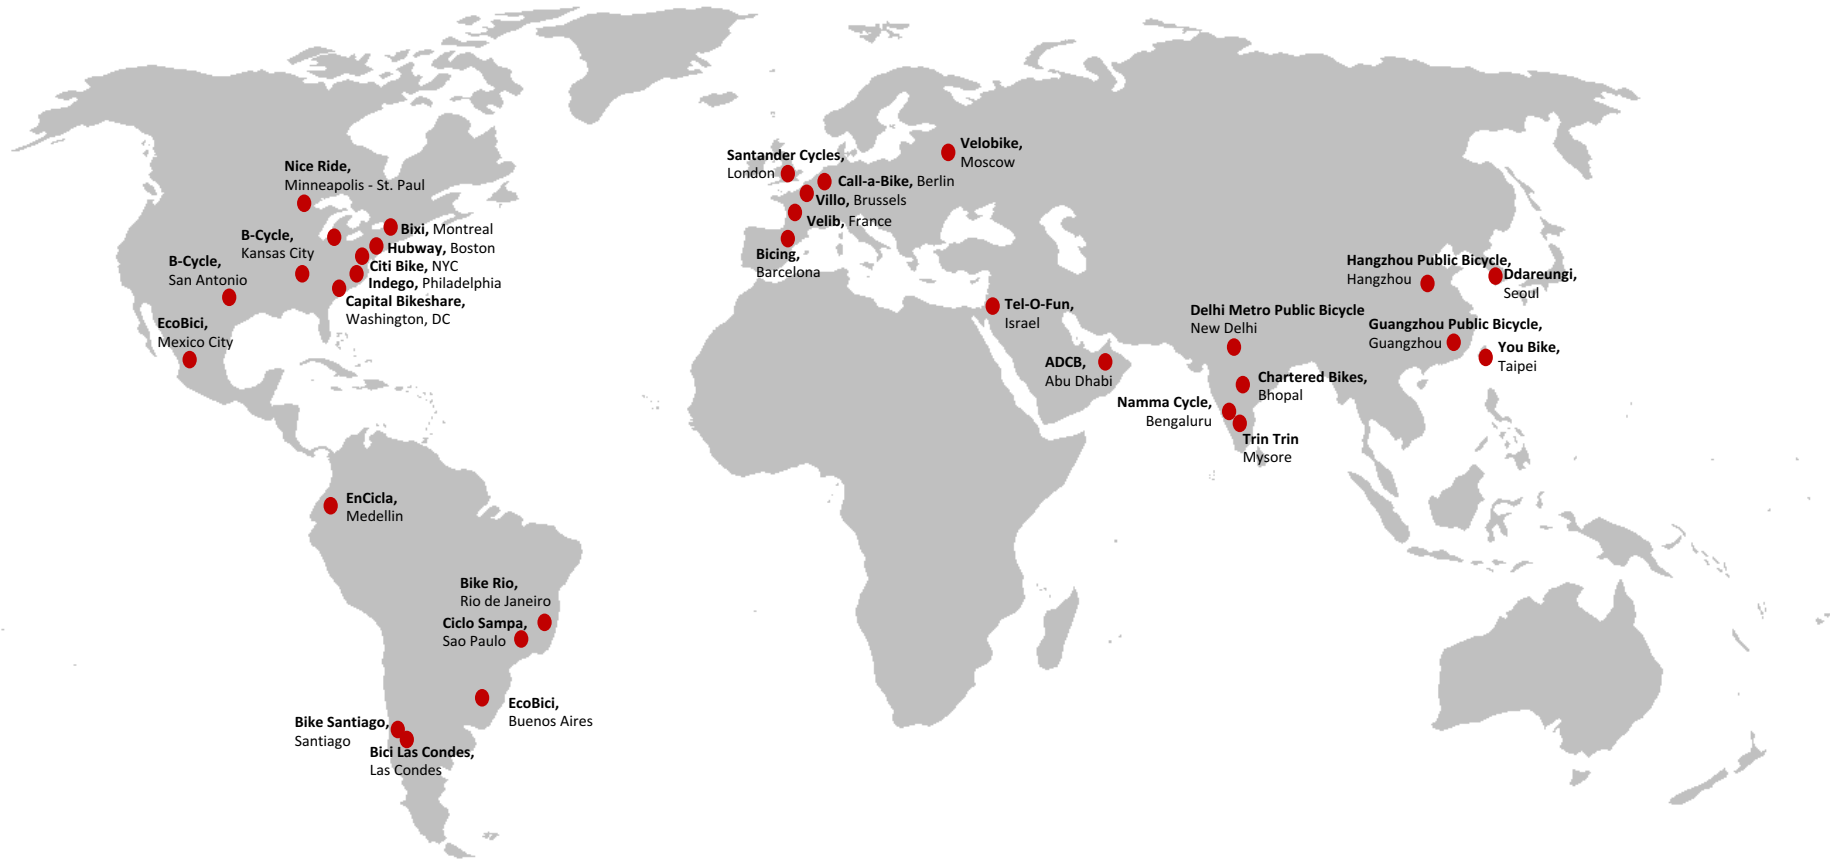 Nice Ride,
Minneapolis - St. Paul
B-Cycle,
Kansas City
B-Cycle,
San Antonio
EcoBici,
Mexico City
Bixi, Montreal
Hubway, Boston
Citi Bike, NYC
Indego, Philadelphia
Capital Bikeshare,
Washington, DC
EnCicla,
Medellin
Bike Rio,
Rio de Janeiro
Ciclo Sampa,
Sao Paulo
EcoBici,
Buenos Aires
Bike Santiago,
Santiago
Bici Las Condes,
Las Condes
Santander Cycles,
London
Velobike,
Moscow
Call-a-Bike, Berlin
Villo, Brussels
Velib, France
Bicing,
Barcelona
Tel-O-Fun,
Israel
ADCB,
Abu Dhabi
Delhi Metro Public Bicycle
New Delhi
Chartered Bikes,
Bhopal
Namma Cycle,
Bengaluru
Trin Trin
Mysore
Hangzhou Public Bicycle,
Hangzhou
Ddareungi,
Seoul
Guangzhou Public Bicycle,
Guangzhou
You Bike,
Taipei